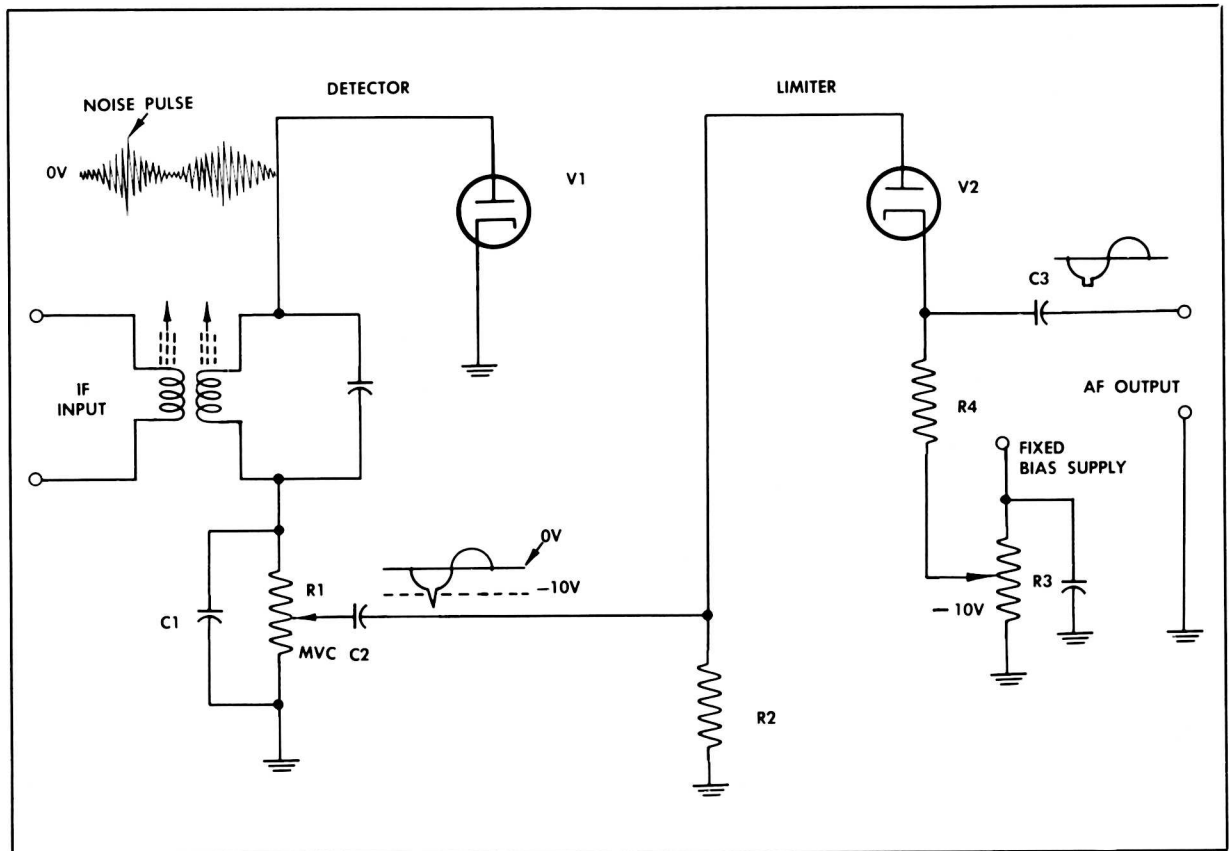 DETECTOR
LIMITER
NOISE PULSE
0V
V1
V2
C3
IF
INPUT
R4
AF OUTPUT
FIXED
BIAS SUPPLY
0V
-10V
R1
C1
MVC C2
R3
-10V
R2